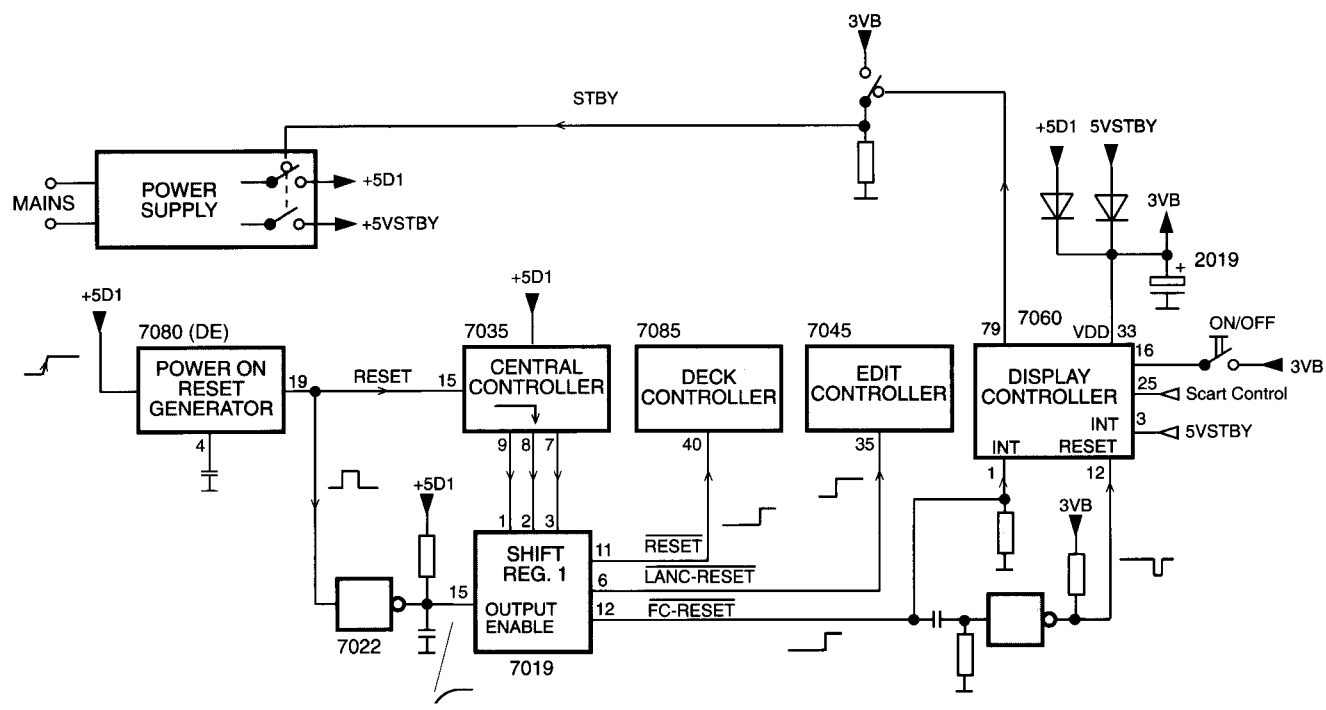 3VB
STBY
+5D1 5VSTBY
MAINS
POWER
SUPPLY
+5D1
+5VSTBY
3VB
+ 2019
+5D1
+5D1
7080 (DE)
POWER ON
RESET
GENERATOR
19
4
RESET
15
7035
CENTRAL
CONTROLLER
9 8 7
7085
DECK
CONTROLLER
40
7045
EDIT
CONTROLLER
35
79 7060
VDD 33
DISPLAY
CONTROLLER
INT
INT RESET
16
25
3
1 12
ON/OFF
3VB
Scart Control
5VSTBY
+5D1
1 2 3
SHIFT
REG. 1
OUTPUT
ENABLE
15
7019
7022
11 RESET
6 LANC-RESET
12 FC-RESET
3VB